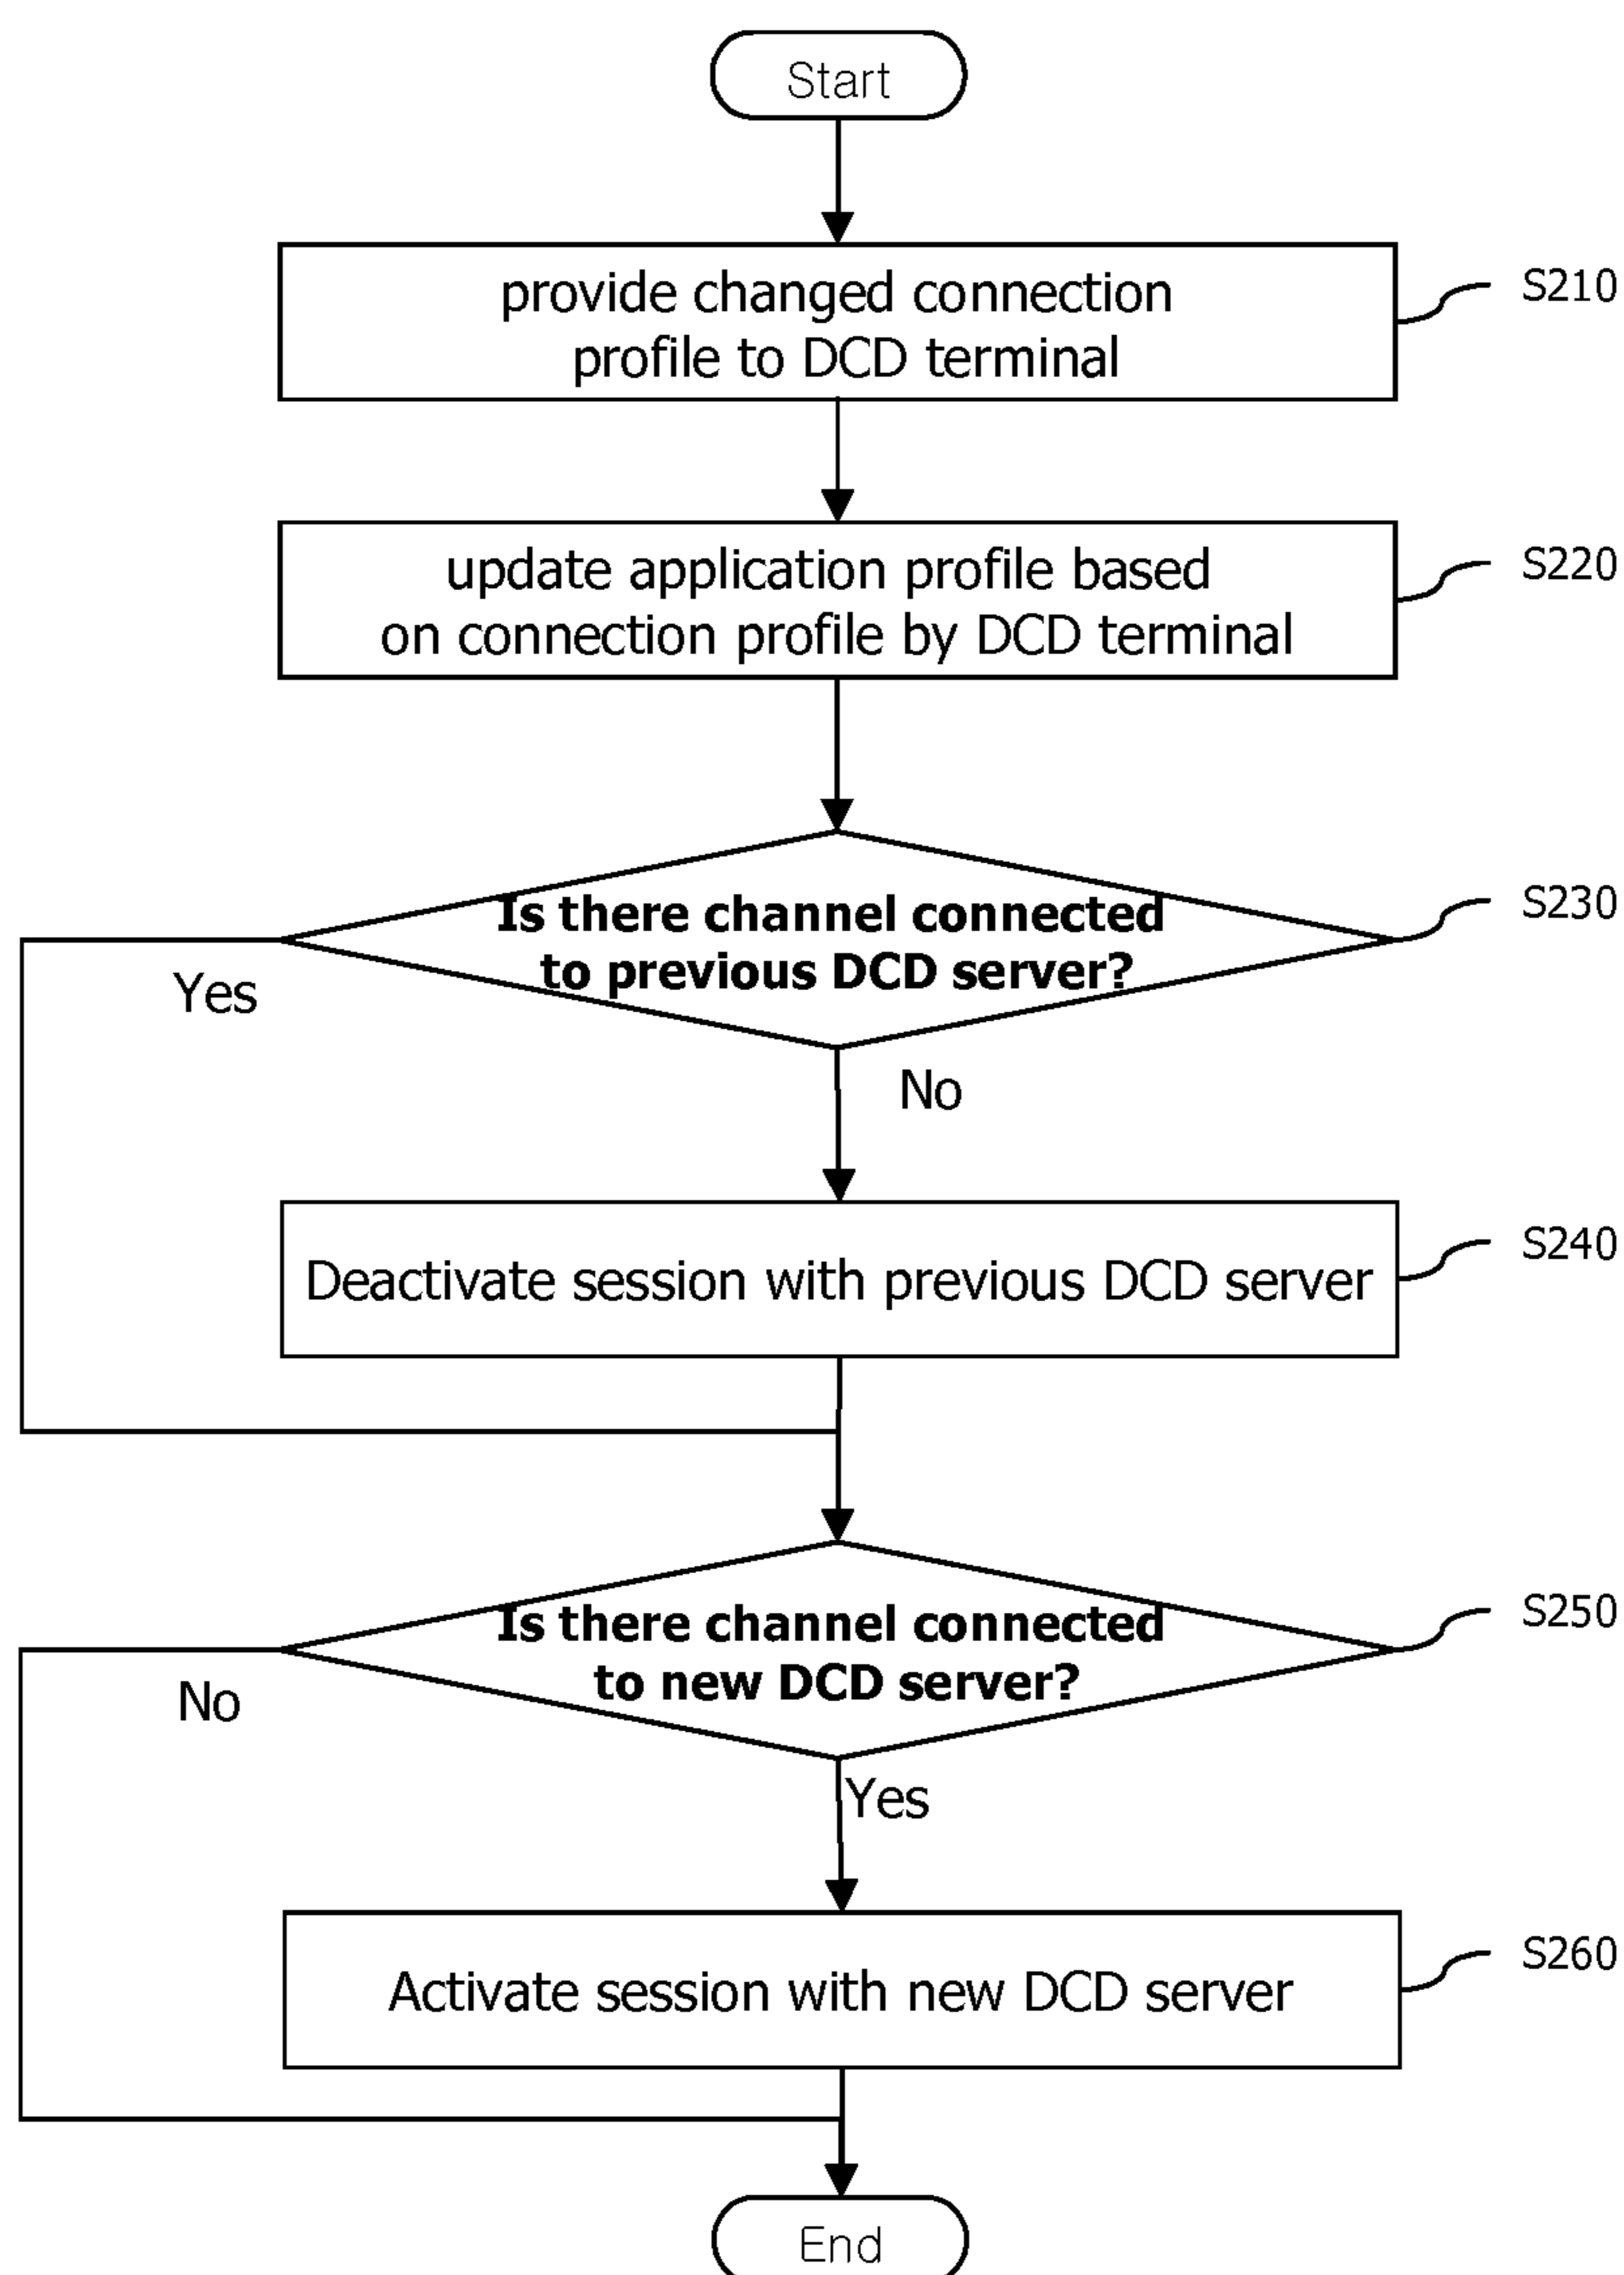 Start
provide changed connection
profile to DCD terminal
S210
update application profile based
on connection profile by DCD terminal
S220
Is there channel connected
to previous DCD server?
S230
Yes
No
Deactivate session with previous DCD server
S240
Is there channel connected
to new DCD server?
S250
No
Yes
Activate session with new DCD server
S260
End